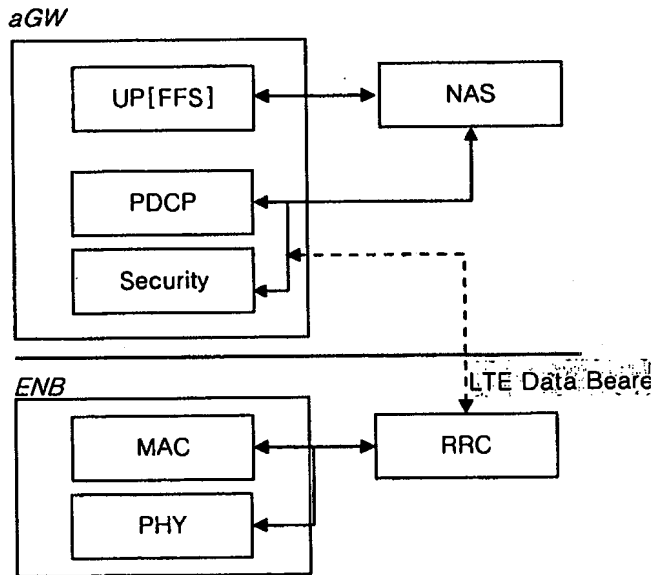 aGW
UP[FFS]
NAS
PDCP
Security
LTE Data Beare
ENB
MAC
RRC
PHY